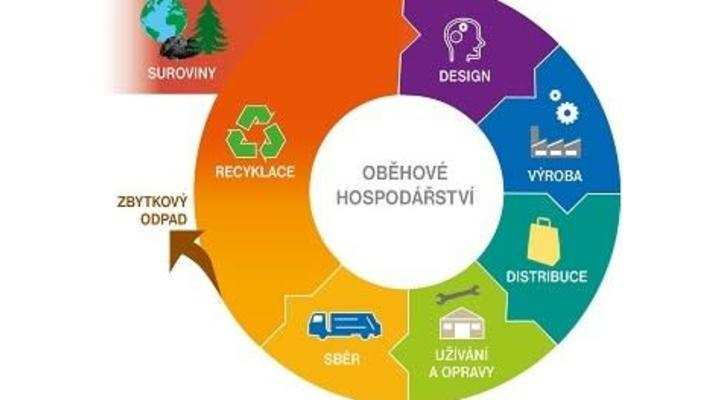 SUROVINY
DESIGN
RECYKLACE
OBĚHOVÉ
HOSPODÁŘSTVÍ
VÝROBA
ZBYTKOVÝ
ODPAD
DISTRIBUCE
SBĚR
UŽÍVÁNÍ
A OPRAVY